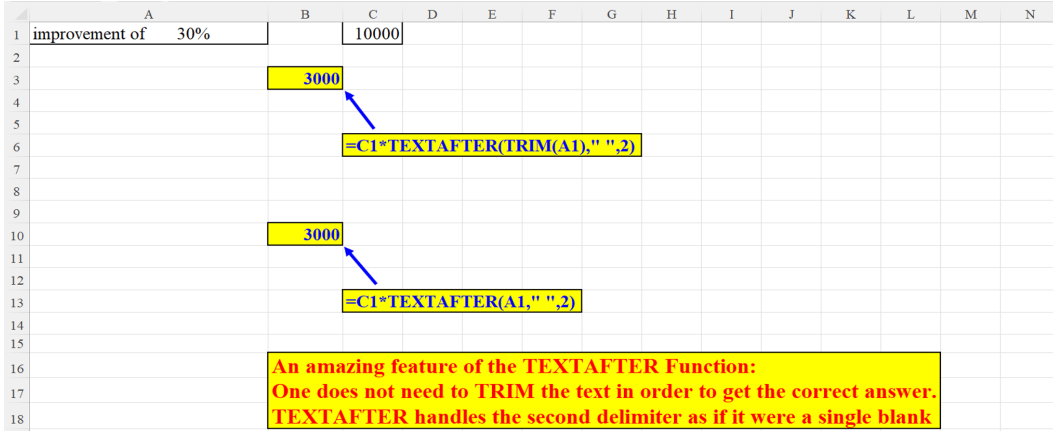 A B C D E F G H I J K L M N
1 improvement of 30% 10000
2
3 3000
4
5
6 =C1*TEXTAFTER(TRIM(A1)," ",2)
7
8
9
10 3000
11
12
13 =C1*TEXTAFTER(A1," ",2)
14
15
16 An amazing feature of the TEXTAFTER Function:
17 One does not need to TRIM the text in order to get the correct answer.
18 TEXTAFTER handles the second delimiter as if it were a single blank